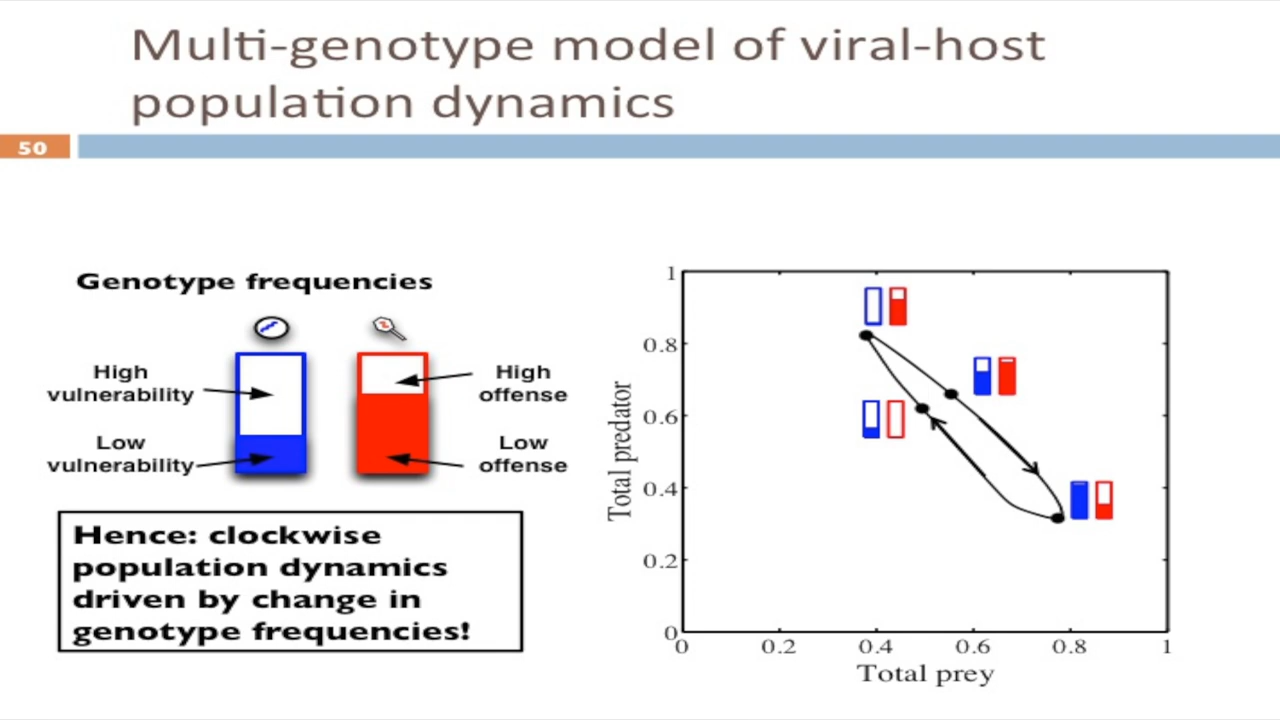 Multi-genotype model of viral-host
population dynamics
50
Genotype frequencies
High
vulnerability
High
offense
Low
vulnerability
Low
offense
Hence: clockwise
population dynamics
driven by change in
genotype frequencies!
Total predator
1
0.8
0.6
0.4
0.2
0
0
0.2
0.4
0.6
0.8
1
Total prey